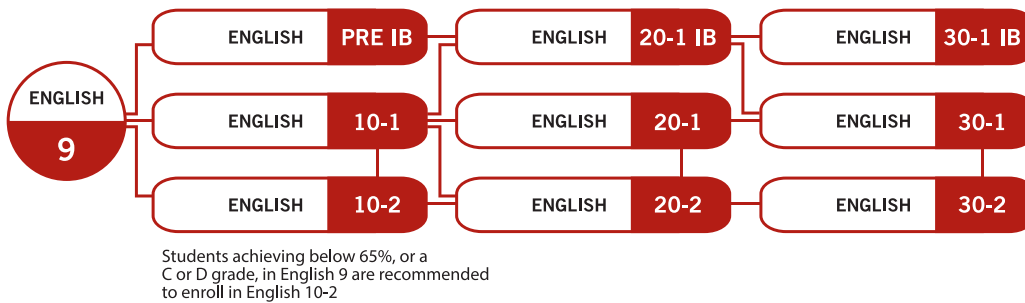 ENGLISH PRE IB ENGLISH 20-1 IB ENGLISH 30-1 IB
ENGLISH
9
ENGLISH 10-1 ENGLISH 20-1 ENGLISH 30-1
ENGLISH 10-2 ENGLISH 20-2 ENGLISH 30-2
Students achieving below 65%, or a
C or D grade, in English 9 are recommended
to enroll in English 10-2